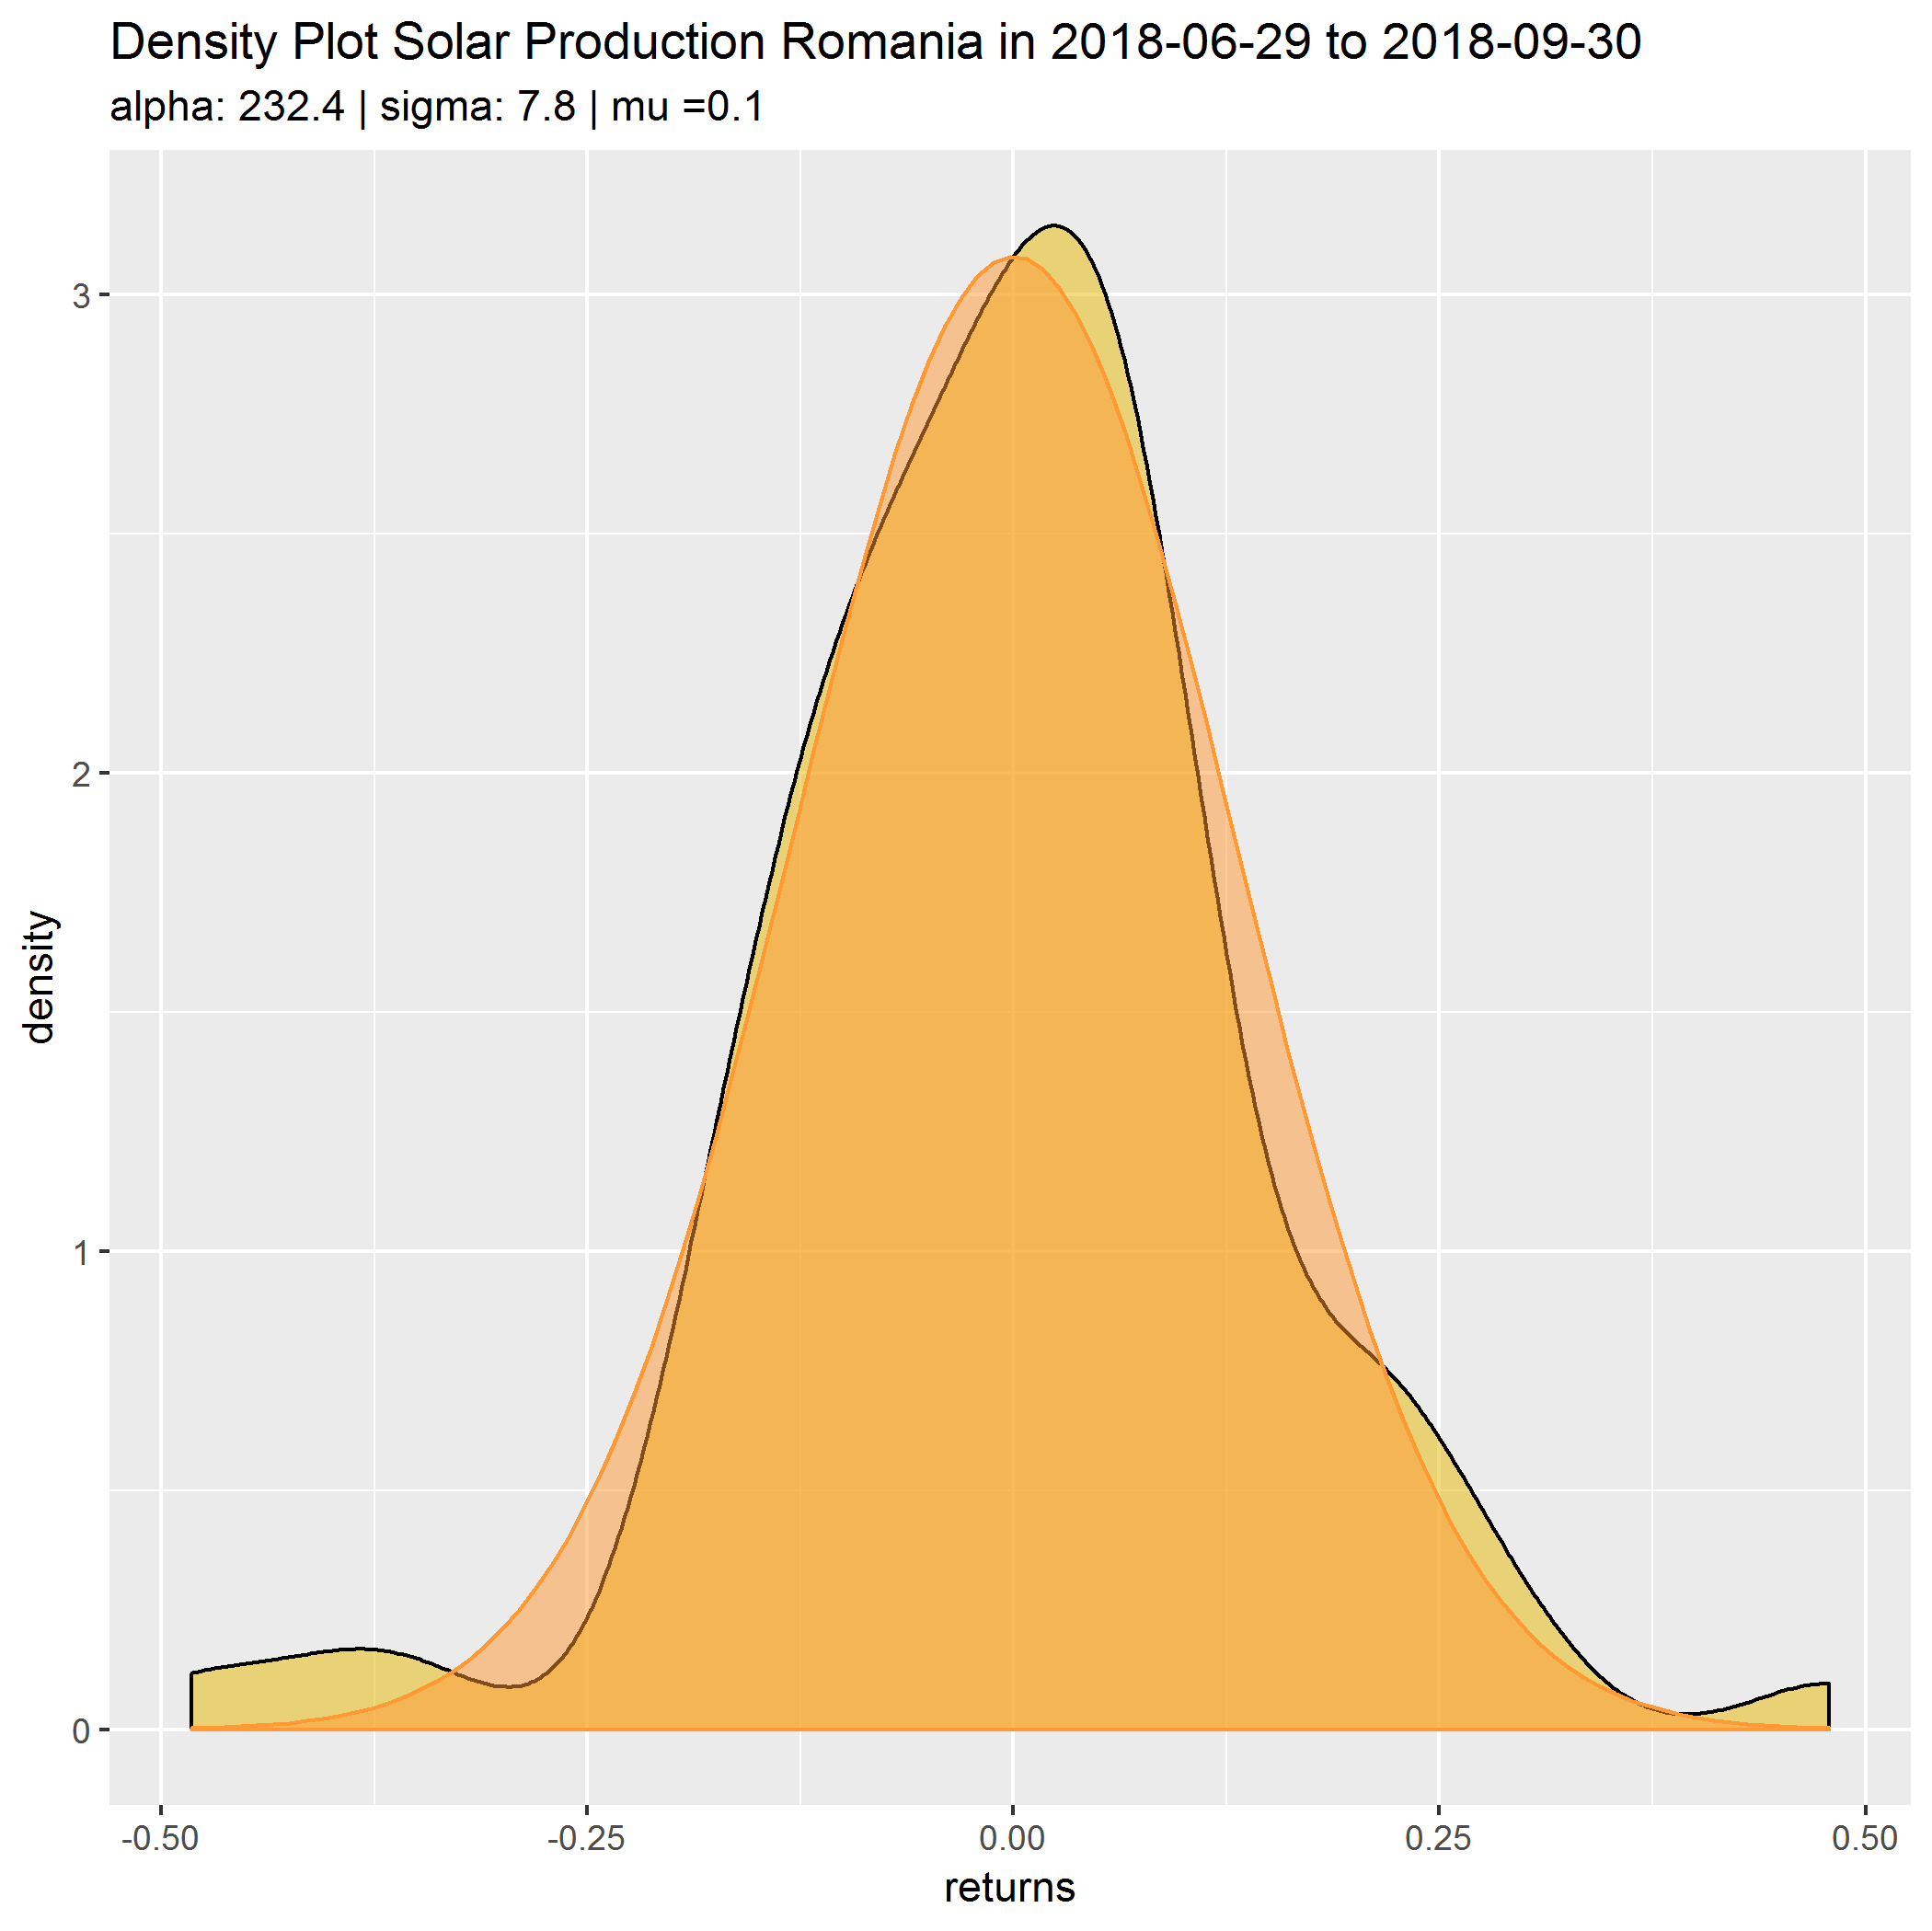 Density Plot Solar Production Romania in 2018-06-29 to 2018-09-30
alpha: 232.4 | sigma: 7.8 | mu =0.1
3
2
1
0
density
-0.50
-0.25
0.00
0.25
0.50
returns